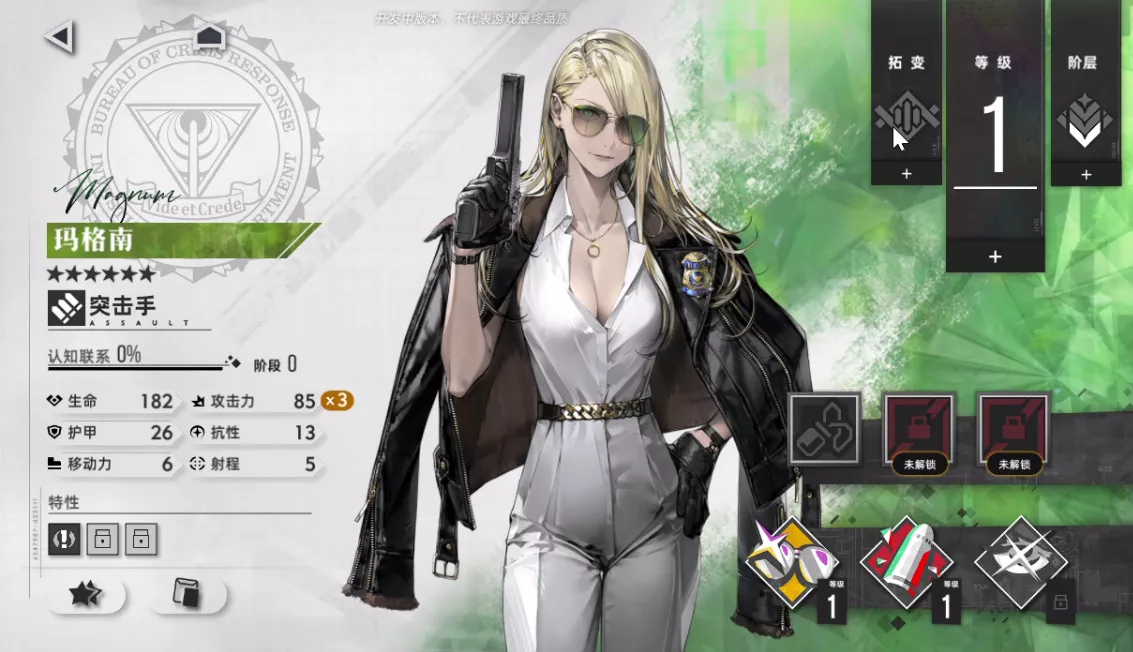 开发中版本，不代表游戏最终品质
BUREAU OF CRISIS RESPONSE
Vide et Crede
Magnum
玛格南
突击手
ASSAULT
认知联系 0%
阶段 0
生命 182 攻击力 85 x3
护甲 26 抗性 13
移动力 6 射程 5
特性
拓变
+
等级
1
+
阶层
+
未解锁
未解锁
等级
1
等级
1